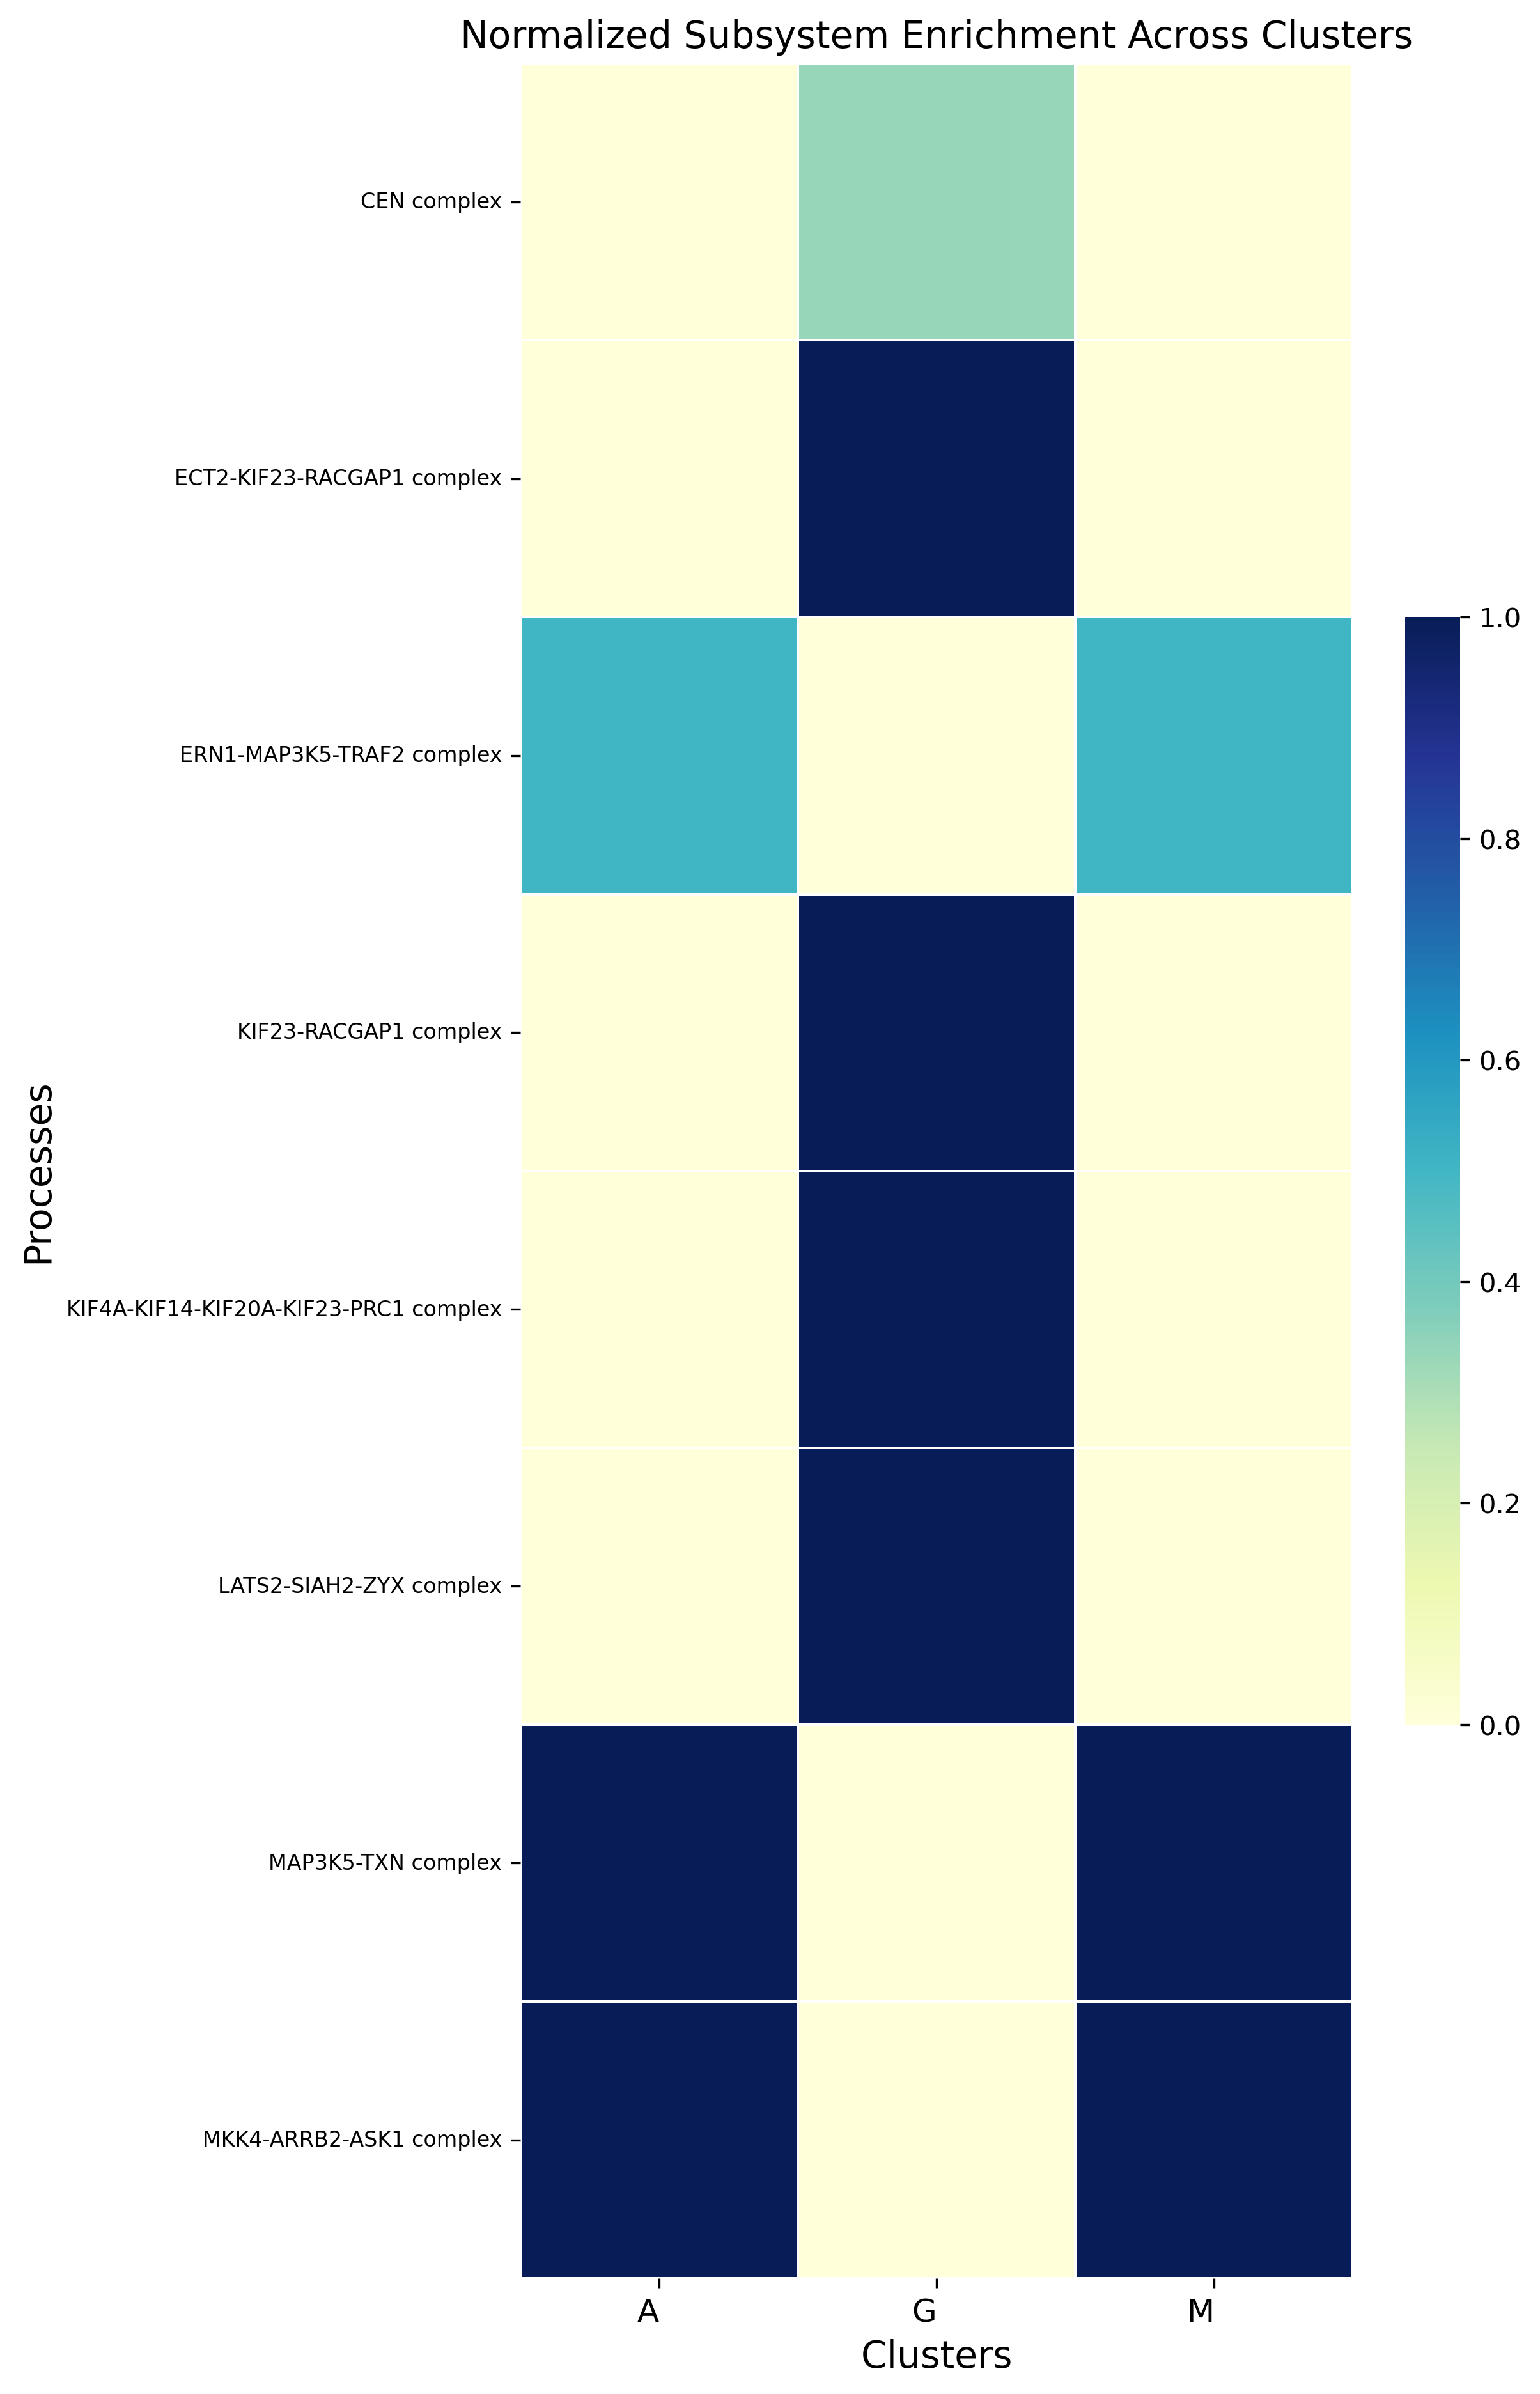 Normalized Subsystem Enrichment Across Clusters
CEN complex
ECT2-KIF23-RACGAP1 complex
ERN1-MAP3K5-TRAF2 complex
KIF23-RACGAP1 complex
KIF4A-KIF14-KIF20A-KIF23-PRC1 complex
LATS2-SIAH2-ZYX complex
MAP3K5-TXN complex
MKK4-ARRB2-ASK1 complex
Processes
A G M
Clusters
1.0
0.8
0.6
0.4
0.2
0.0